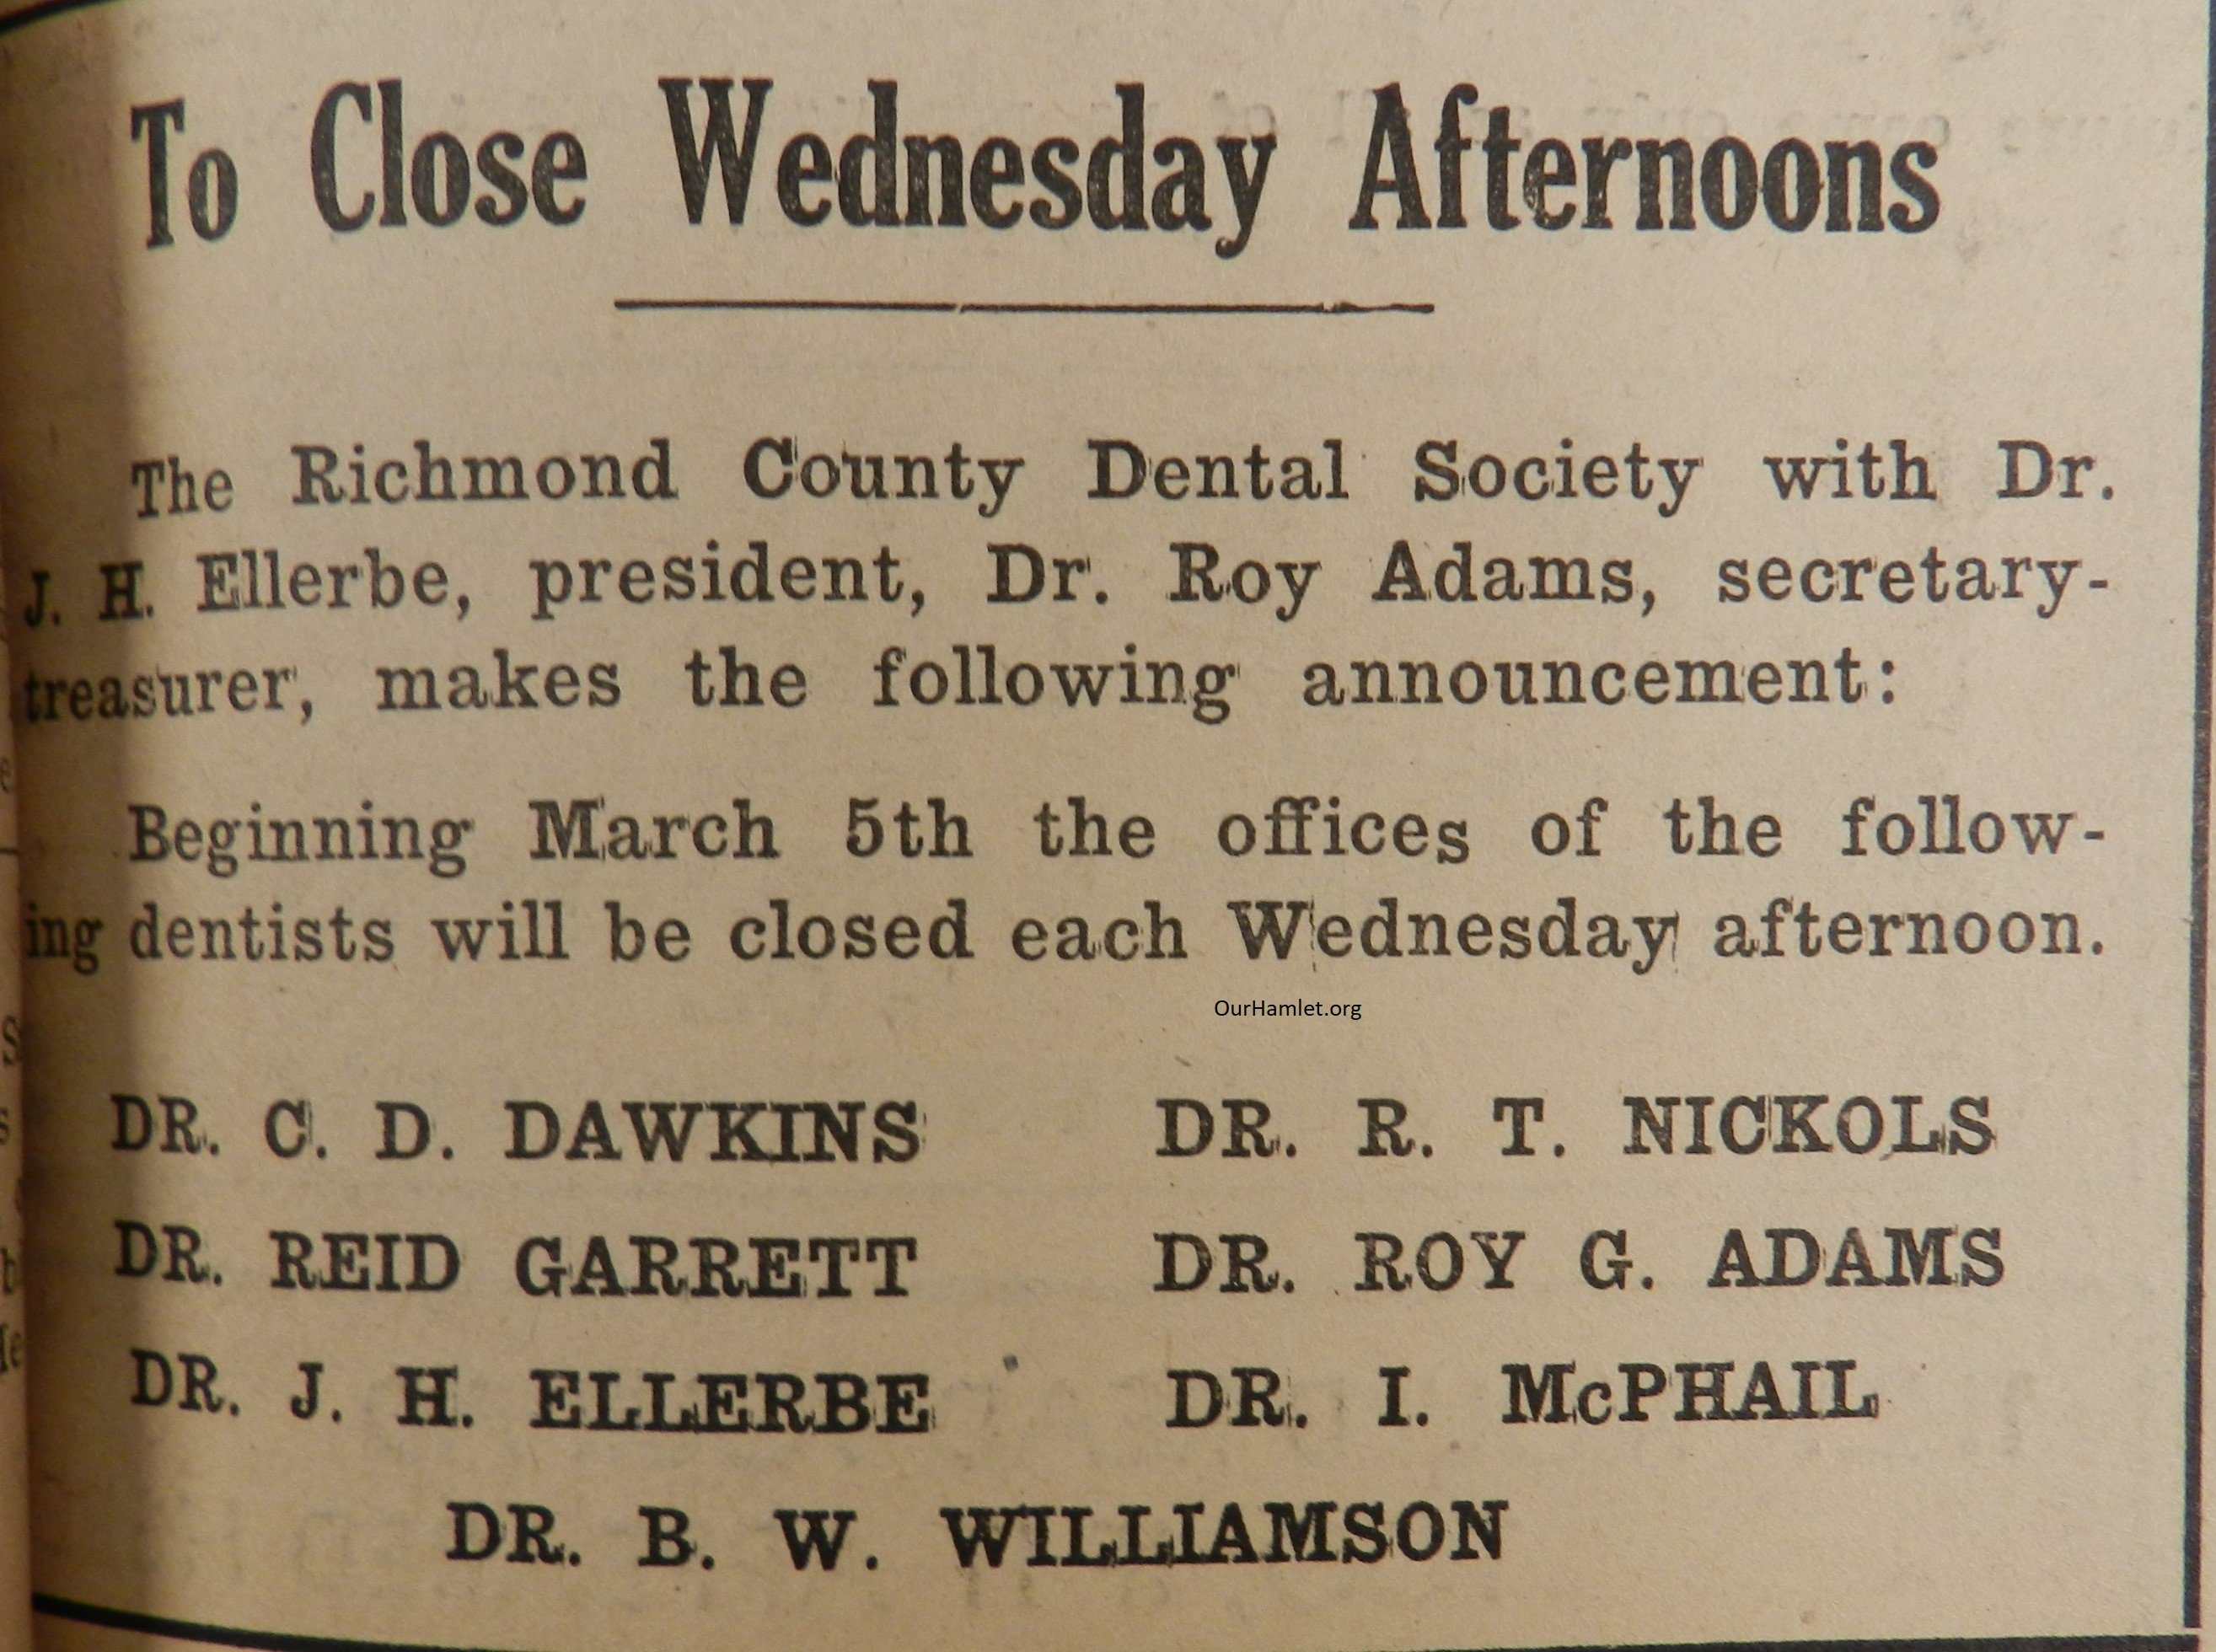 To Close Wednesday Afternoons
The Richmond County Dental Society with Dr.
J. H. Ellerbe, president, Dr. Roy Adams, secretary-
treasurer, makes the following announcement:
Beginning March 5th the offices of the follow-
ing dentists will be closed each Wednesday afternoon.
OurHamlet.org
DR. C. D. DAWKINS DR. R. T. NICKOLS
DR. REID GARRETT DR. ROY G. ADAMS
DR. J. H. ELLERBE DR. I. McPHAIL
DR. B. W. WILLIAMSON